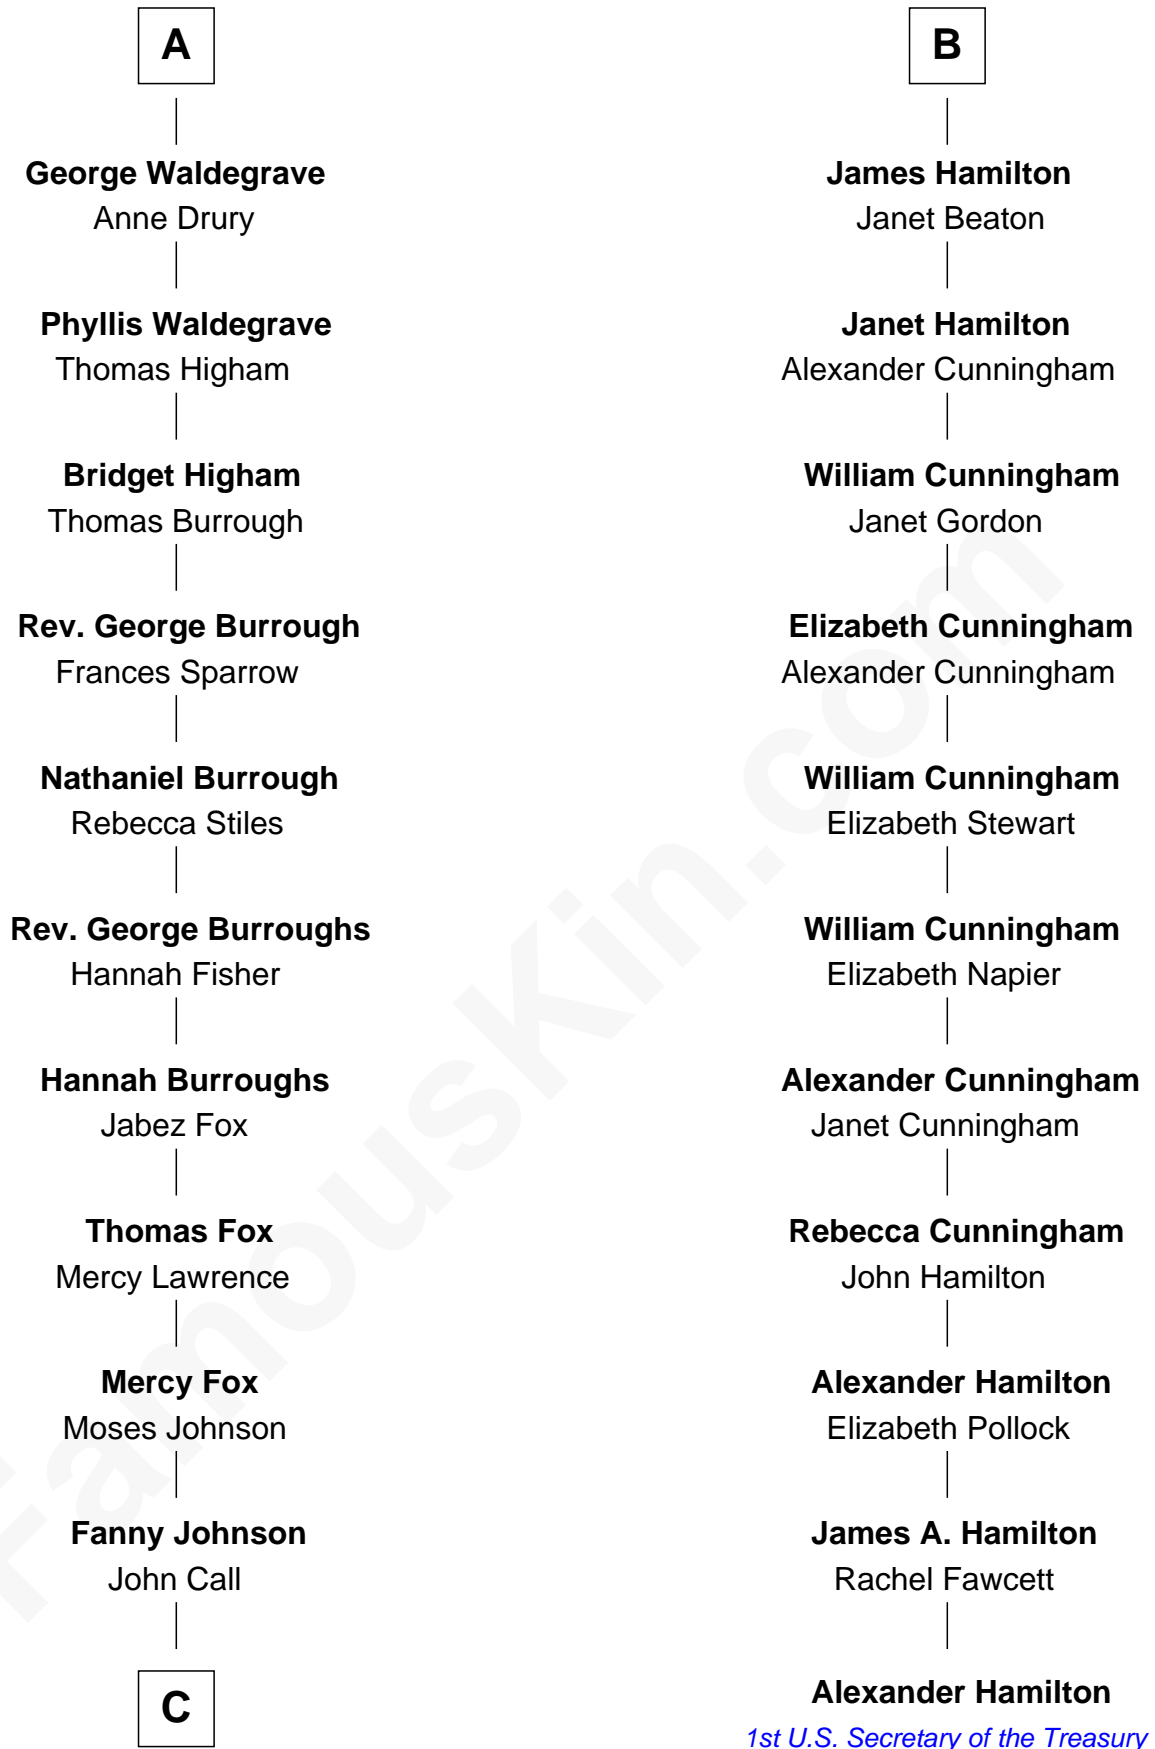 A
George Waldegrave
Anne Drury
Phyllis Waldegrave
Thomas Higham
Bridget Higham
Thomas Burrough
Rev. George Burrough
Frances Sparrow
Nathaniel Burrough
Rebecca Stiles
Rev. George Burroughs
Hannah Fisher
Hannah Burroughs
Jabez Fox
Thomas Fox
Mercy Lawrence
Mercy Fox
Moses Johnson
Fanny Johnson
John Call
C
B
James Hamilton
Janet Beaton
Janet Hamilton
Alexander Cunningham
William Cunningham
Janet Gordon
Elizabeth Cunningham
Alexander Cunningham
William Cunningham
Elizabeth Stewart
William Cunningham
Elizabeth Napier
Alexander Cunningham
Janet Cunningham
Rebecca Cunningham
John Hamilton
Alexander Hamilton
Elizabeth Pollock
James A. Hamilton
Rachel Fawcett
Alexander Hamilton
1st U.S. Secretary of the Treasury
FamousKin.com